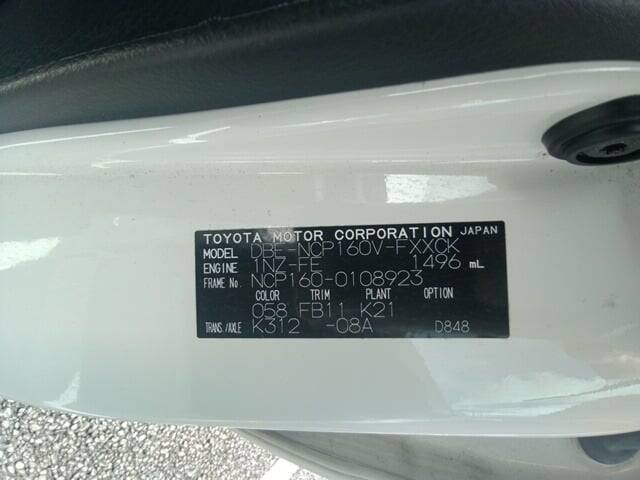 TOYOTA MOTOR CORPORATION JAPAN
MODEL DBE-NCP160V-FXXCK
ENGINE 1NZ-FE 1496 mL
FRAME No. NCP160-0108923
COLOR TRIM PLANT OPTION
058 FB11 K21
TRANS./AXLE K312 -08A D848